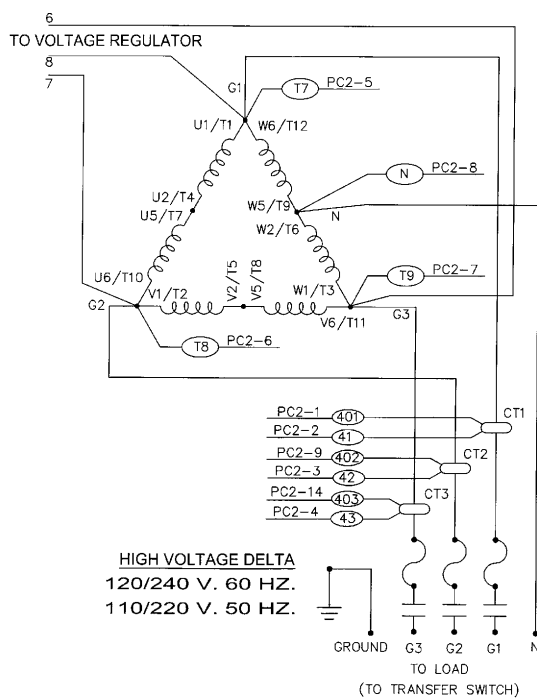 6
TO VOLTAGE REGULATOR
8
7
G1
T7
PC2-5
U1/T1
W6/T12
N
PC2-8
U2/T4
W5/T9
N
U5/T7
W2/T6
U6/T10
V2/T5
V5/T8
W1/T3
T9
PC2-7
V1/T2
G2
V6/T11
G3
T8
PC2-6
PC2-1
401
CT1
PC2-2
41
PC2-9
402
CT2
PC2-3
42
PC2-14
403
CT3
PC2-4
43
HIGH VOLTAGE DELTA
120/240 V. 60 HZ.
110/220 V. 50 HZ.
GROUND
G3
G2
G1
N
TO LOAD
(TO TRANSFER SWITCH)